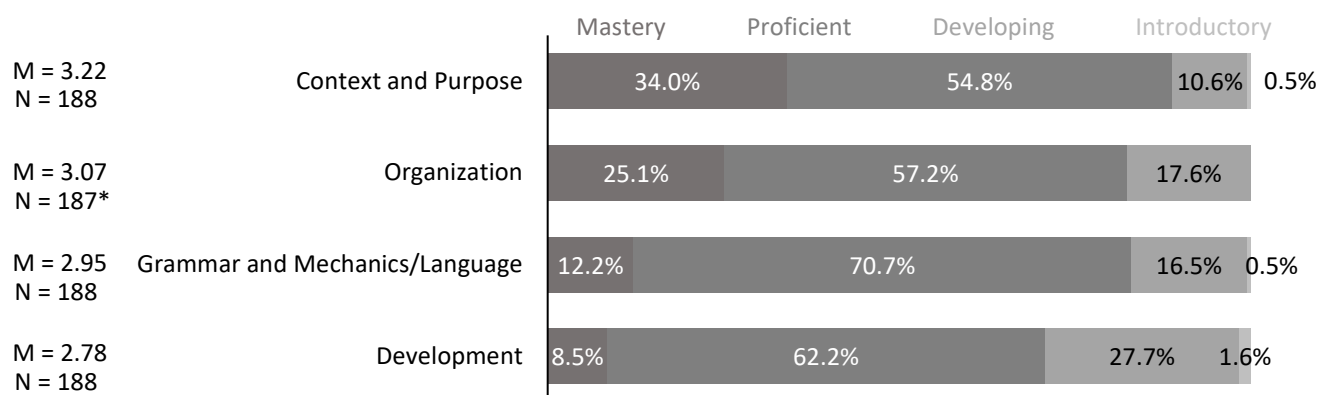 Mastery Proficient Developing Introductory
M = 3.22
N = 188
Context and Purpose
34.0% 54.8% 10.6% 0.5%
M = 3.07
N = 187*
Organization
25.1% 57.2% 17.6%
M = 2.95
N = 188
Grammar and Mechanics/Language
12.2% 70.7% 16.5% 0.5%
M = 2.78
N = 188
Development
8.5% 62.2% 27.7% 1.6%